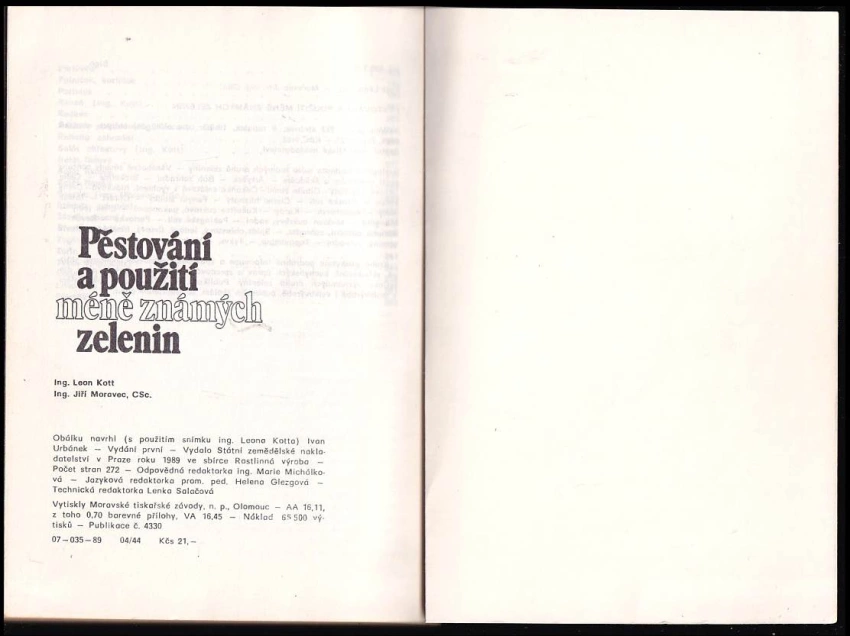 Pěstování
a použití
méně známých
zelenin
Ing. Leon Kott
Ing. Jiří Moravec, CSc.
Obálku navrhl (s použitím snímku ing. Leona Kotta) Ivan
Urbánek — Vydání první — Vydalo Státní zemědělské nakla-
datelství v Praze roku 1989 ve sbírce Rostlinná výroba —
Počet stran 272 — Odpovědná redaktorka ing. Marie Michálko-
vá — Jazyková redaktorka prom. ped. Helena Glezgová —
Technická redaktorka Lenka Salačová
Vytiskly Moravské tiskařské závody, n. p., Olomouc — AA 16,11,
z toho 0,70 barevné přílohy, VA 16,45 — Náklad 65 500 vý-
tisků — Publikace č. 4330
07—035—89 04/44 Kčs 21,—